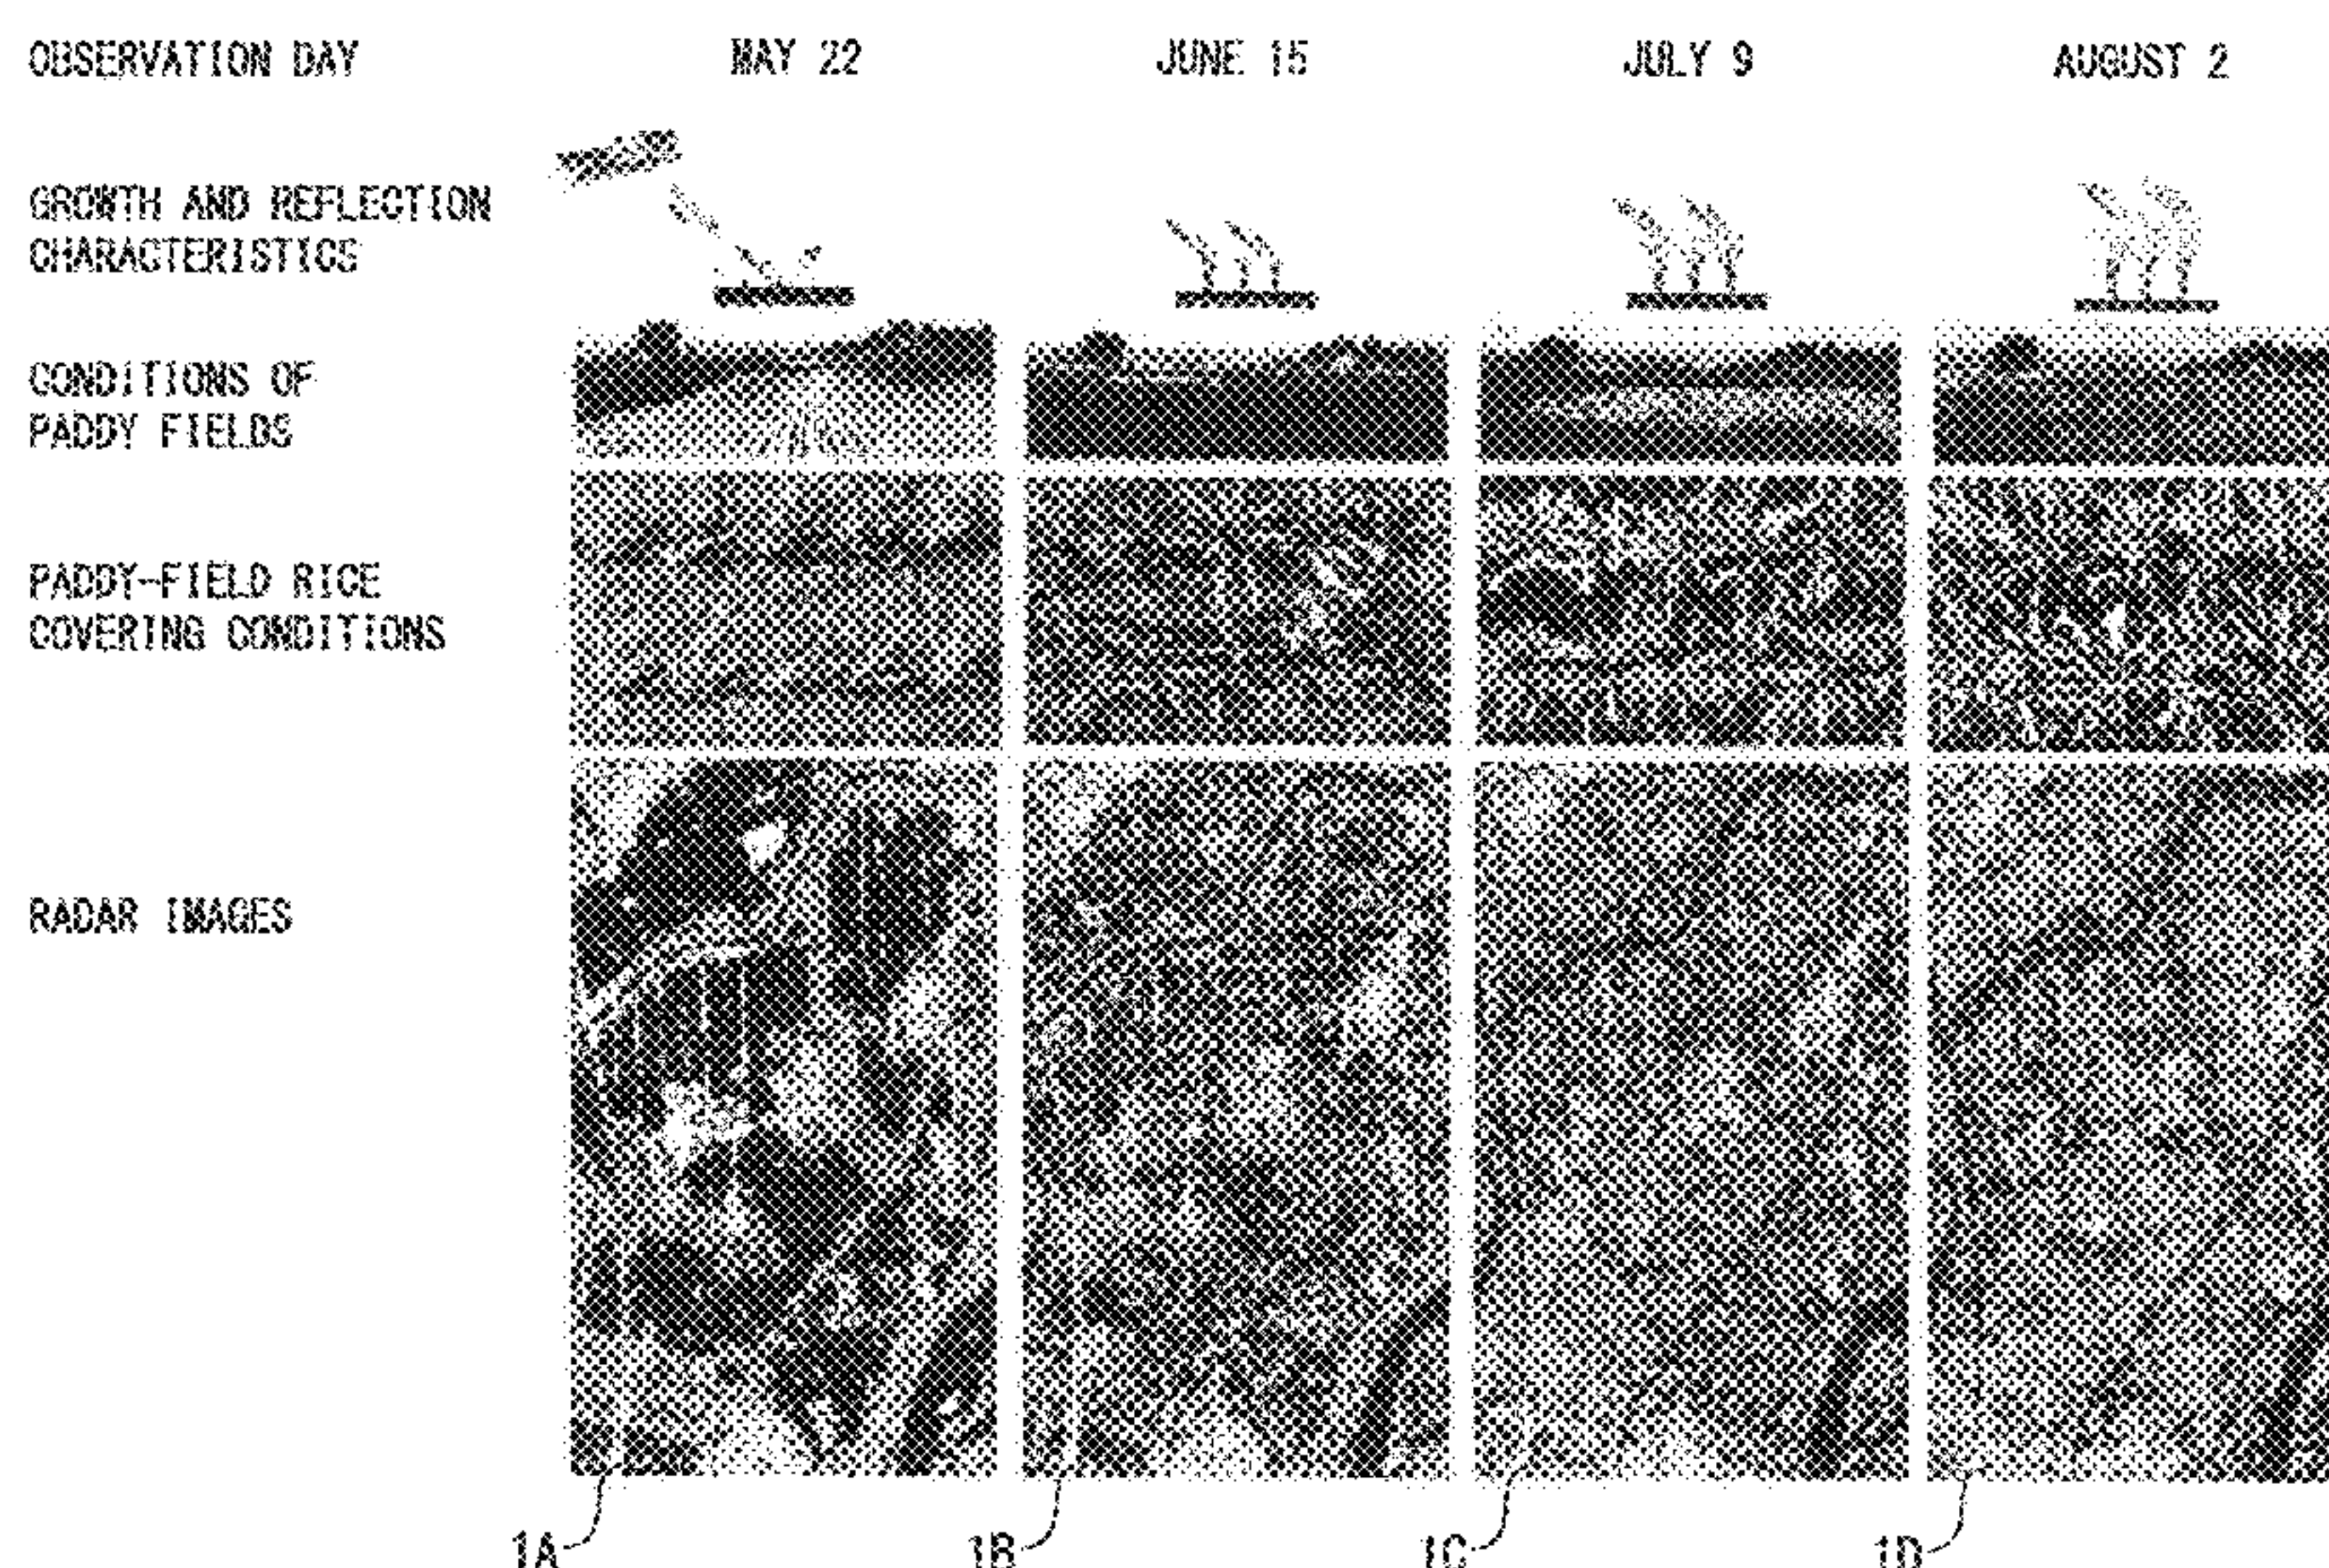 OBSERVATION DAY MAY 22 JUNE 15 JULY 9 AUGUST 2
GROWTH AND REFLECTION
CHARACTERISTICS
CONDITIONS OF
PADDY FIELDS
PADDY-FIELD RICE
COVERING CONDITIONS
RADAR IMAGES
1A 1B 1C 1D